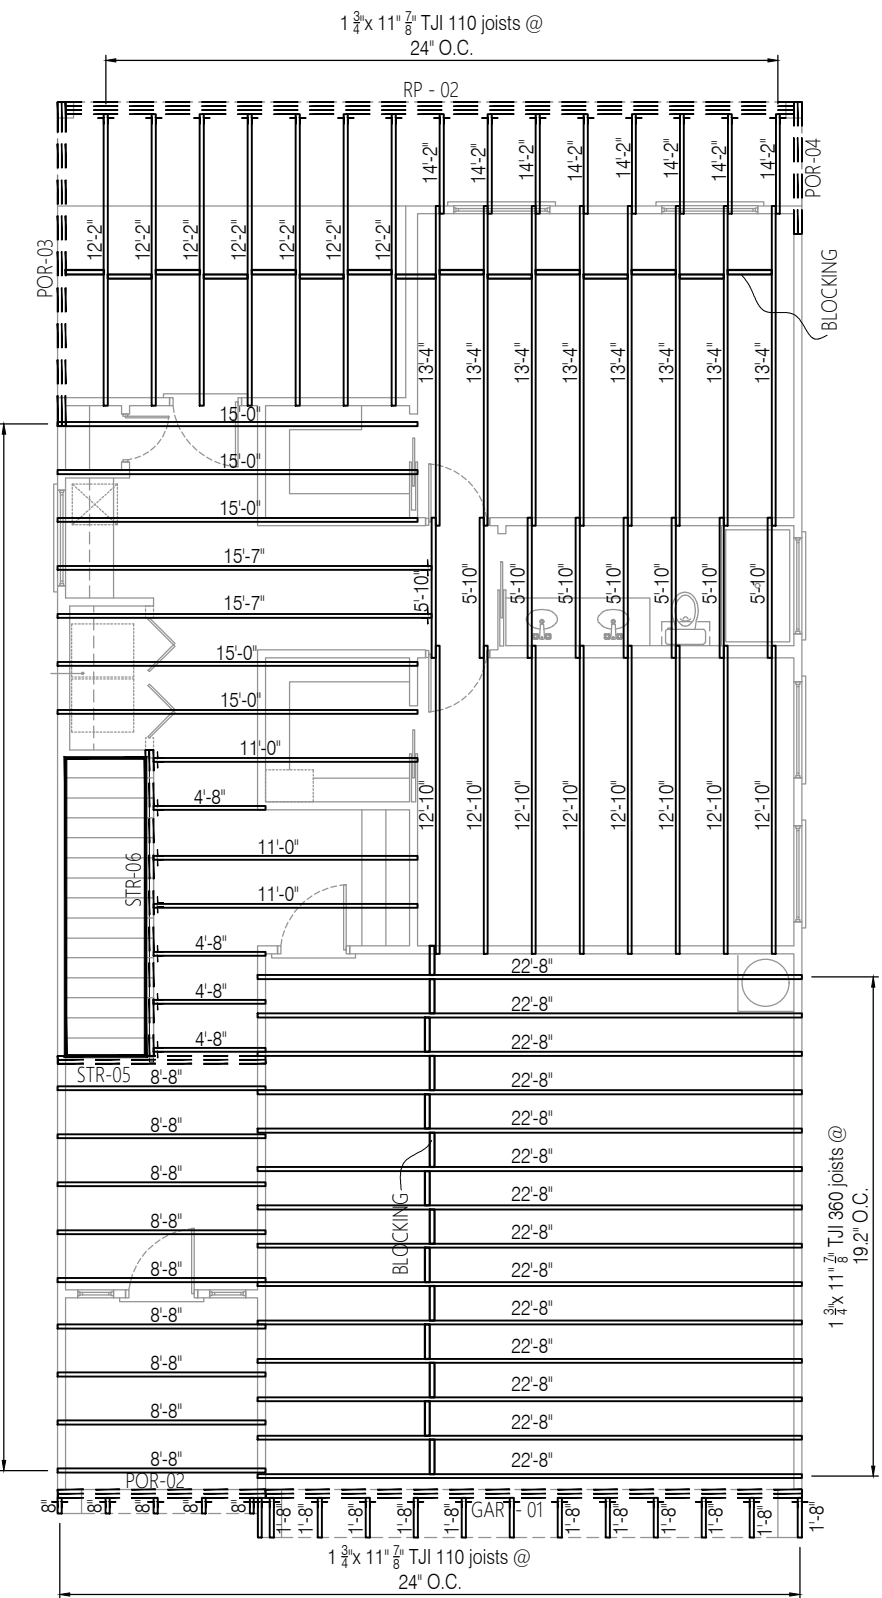 1 3/4"x 11" 7/8" TJI 110 joists @
24" O.C.
RP - 02
POR-04
14'-2" 14'-2" 14'-2" 14'-2" 14'-2" 14'-2" 14'-2" 14'-2"
12'-2" 12'-2" 12'-2" 12'-2" 12'-2" 12'-2" 12'-2"
POR-03
BLOCKING
13'-4" 13'-4" 13'-4" 13'-4" 13'-4" 13'-4" 13'-4" 13'-4"
15'-0"
15'-0"
15'-0"
15'-7"
5'-10" 5'-10" 5'-10" 5'-10" 5'-10" 5'-10" 5'-10" 5'-10"
15'-7"
15'-0"
15'-0"
11'-0"
4'-8"
12'-10" 12'-10" 12'-10" 12'-10" 12'-10" 12'-10" 12'-10" 12'-10"
11'-0"
STR-06
11'-0"
4'-8"
4'-8"
4'-8"
STR-05
22'-8"
22'-8"
22'-8"
22'-8"
22'-8"
22'-8"
22'-8"
22'-8"
22'-8"
22'-8"
22'-8"
22'-8"
22'-8"
22'-8"
BLOCKING
1 3/4"x 11" 7/8" TJI 360 joists @
19.2" O.C.
8'-8"
8'-8"
8'-8"
8'-8"
8'-8"
8'-8"
8'-8"
8'-8"
8'-8"
POR-02
8" 8" 8" 8" 8"
GAR - 01
1'-8" 1'-8" 1'-8" 1'-8" 1'-8" 1'-8" 1'-8" 1'-8" 1'-8" 1'-8" 1'-8"
1 3/4"x 11" 7/8" TJI 110 joists @
24" O.C.